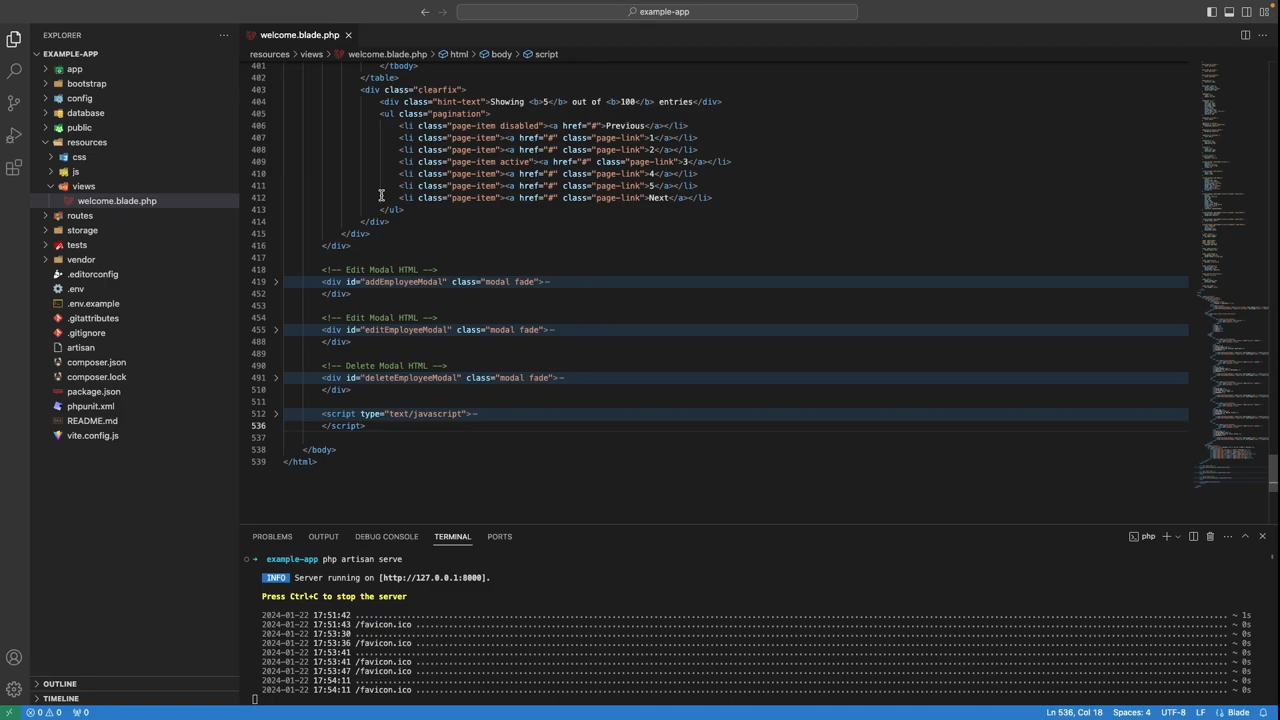 example-app
EXPLORER
EXAMPLE-APP
app
bootstrap
config
database
public
resources
css
js
views
welcome.blade.php
routes
storage
tests
vendor
.editorconfig
.env
.env.example
.gitattributes
.gitignore
artisan
composer.json
composer.lock
package.json
phpunit.xml
README.md
vite.config.js
OUTLINE
TIMELINE
welcome.blade.php
resources > views > welcome.blade.php > html > body > script
401 </tbody>
402 </table>
403 <div class="clearfix">
404 <div class="hint-text">Showing <b>5</b> out of <b>100</b> entries</div>
405 <ul class="pagination">
406 <li class="page-item disabled"><a href="#">Previous</a></li>
407 <li class="page-item"><a href="#" class="page-link">1</a></li>
408 <li class="page-item"><a href="#" class="page-link">2</a></li>
409 <li class="page-item active"><a href="#" class="page-link">3</a></li>
410 <li class="page-item"><a href="#" class="page-link">4</a></li>
411 <li class="page-item"><a href="#" class="page-link">5</a></li>
412 <li class="page-item"><a href="#" class="page-link">Next</a></li>
413 </ul>
414 </div>
415 </div>
416 </div>
417
418 <!-- Edit Modal HTML -->
419 <div id="addEmployeeModal" class="modal fade">
452 </div>
453
454 <!-- Edit Modal HTML -->
455 <div id="editEmployeeModal" class="modal fade">
488 </div>
489
490 <!-- Delete Modal HTML -->
491 <div id="deleteEmployeeModal" class="modal fade">
510 </div>
511
512 <script type="text/javascript">
536 </script>
537
538 </body>
539 </html>
PROBLEMS OUTPUT DEBUG CONSOLE TERMINAL PORTS
php
example-app php artisan serve
INFO Server running on [http://127.0.0.1:8000].
Press Ctrl+C to stop the server
2024-01-22 17:51:42 ........ ~ 1s
2024-01-22 17:51:43 /favicon.ico ........ ~ 0s
2024-01-22 17:53:30 ........ ~ 0s
2024-01-22 17:53:36 /favicon.ico ........ ~ 0s
2024-01-22 17:53:41 ........ ~ 0s
2024-01-22 17:53:41 /favicon.ico ........ ~ 0s
2024-01-22 17:53:47 /favicon.ico ........ ~ 0s
2024-01-22 17:54:11 ........ ~ 0s
2024-01-22 17:54:11 /favicon.ico ........ ~ 0s
0 0 0 Ln 536, Col 18 Spaces: 4 UTF-8 LF Blade